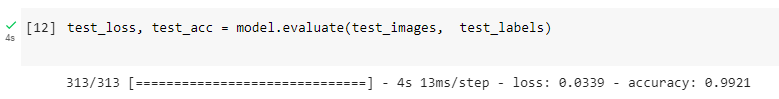 [12] test_loss, test_acc = model.evaluate(test_images,  test_labels)
4s
313/313 [==============================] - 4s 13ms/step - loss: 0.0339 - accuracy: 0.9921